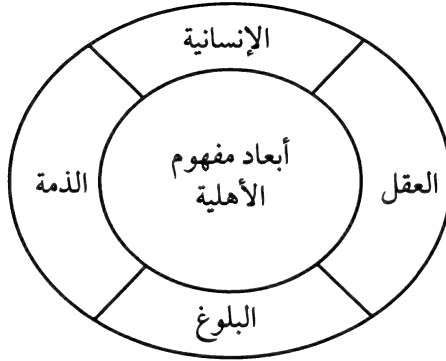 الإنسانية
العقل
أبعاد مفهوم
الأهلية
الذمة
البلوغ